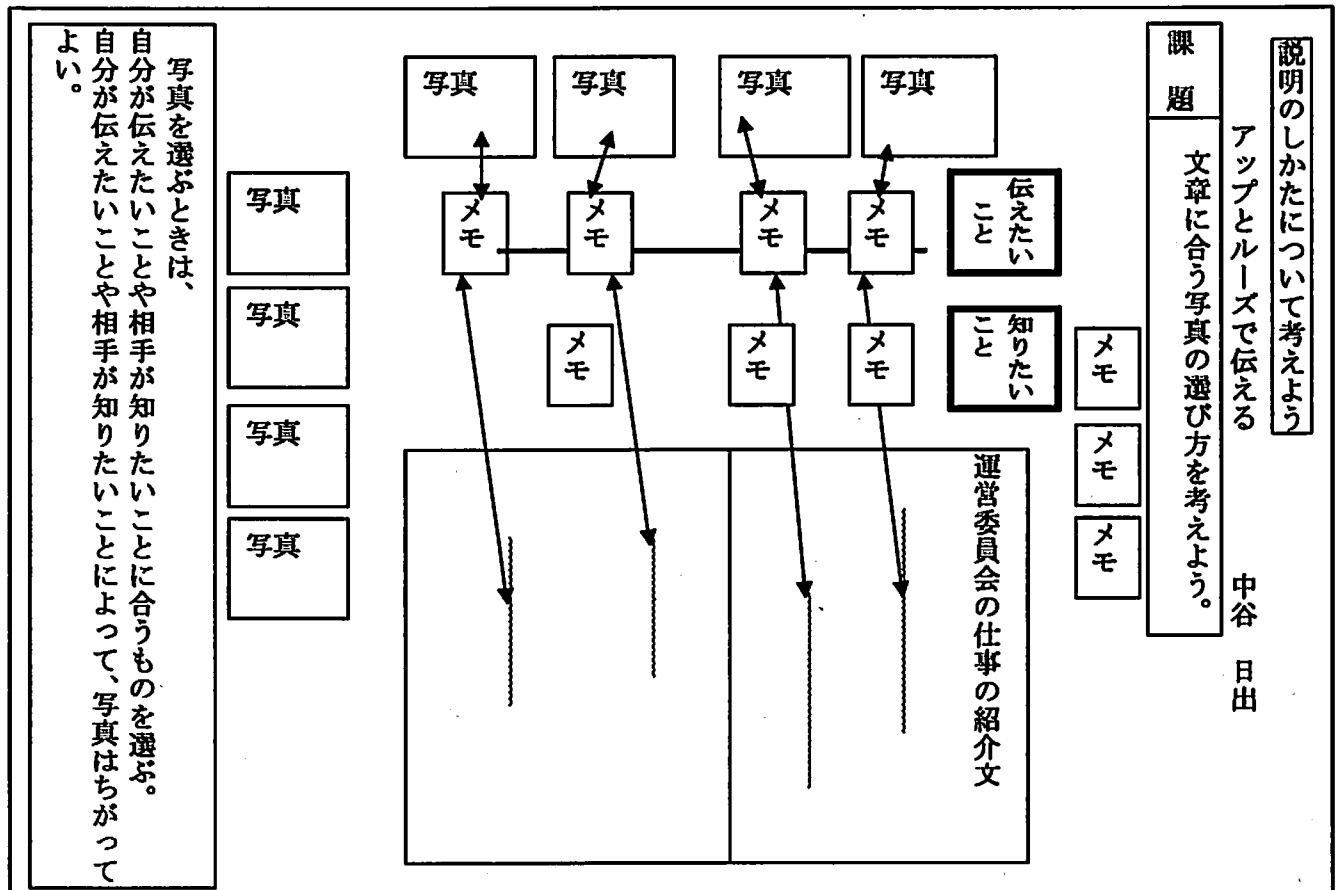 説明のしかたについて考えよう
アップとルーズで伝える　　中谷　日出
課題
文章に合う写真の選び方を考えよう。
メモ
メモ
メモ
伝えたい
こと
知りたい
こと
写真
写真
写真
写真
メモ
メモ
メモ
メモ
メモ
メモ
メモ
運営委員会の仕事の紹介文
写真
写真
写真
写真
写真を選ぶときは、
自分が伝えたいことや相手が知りたいことに合うものを選ぶ。
自分が伝えたいことや相手が知りたいことによって、写真はちがって
よい。